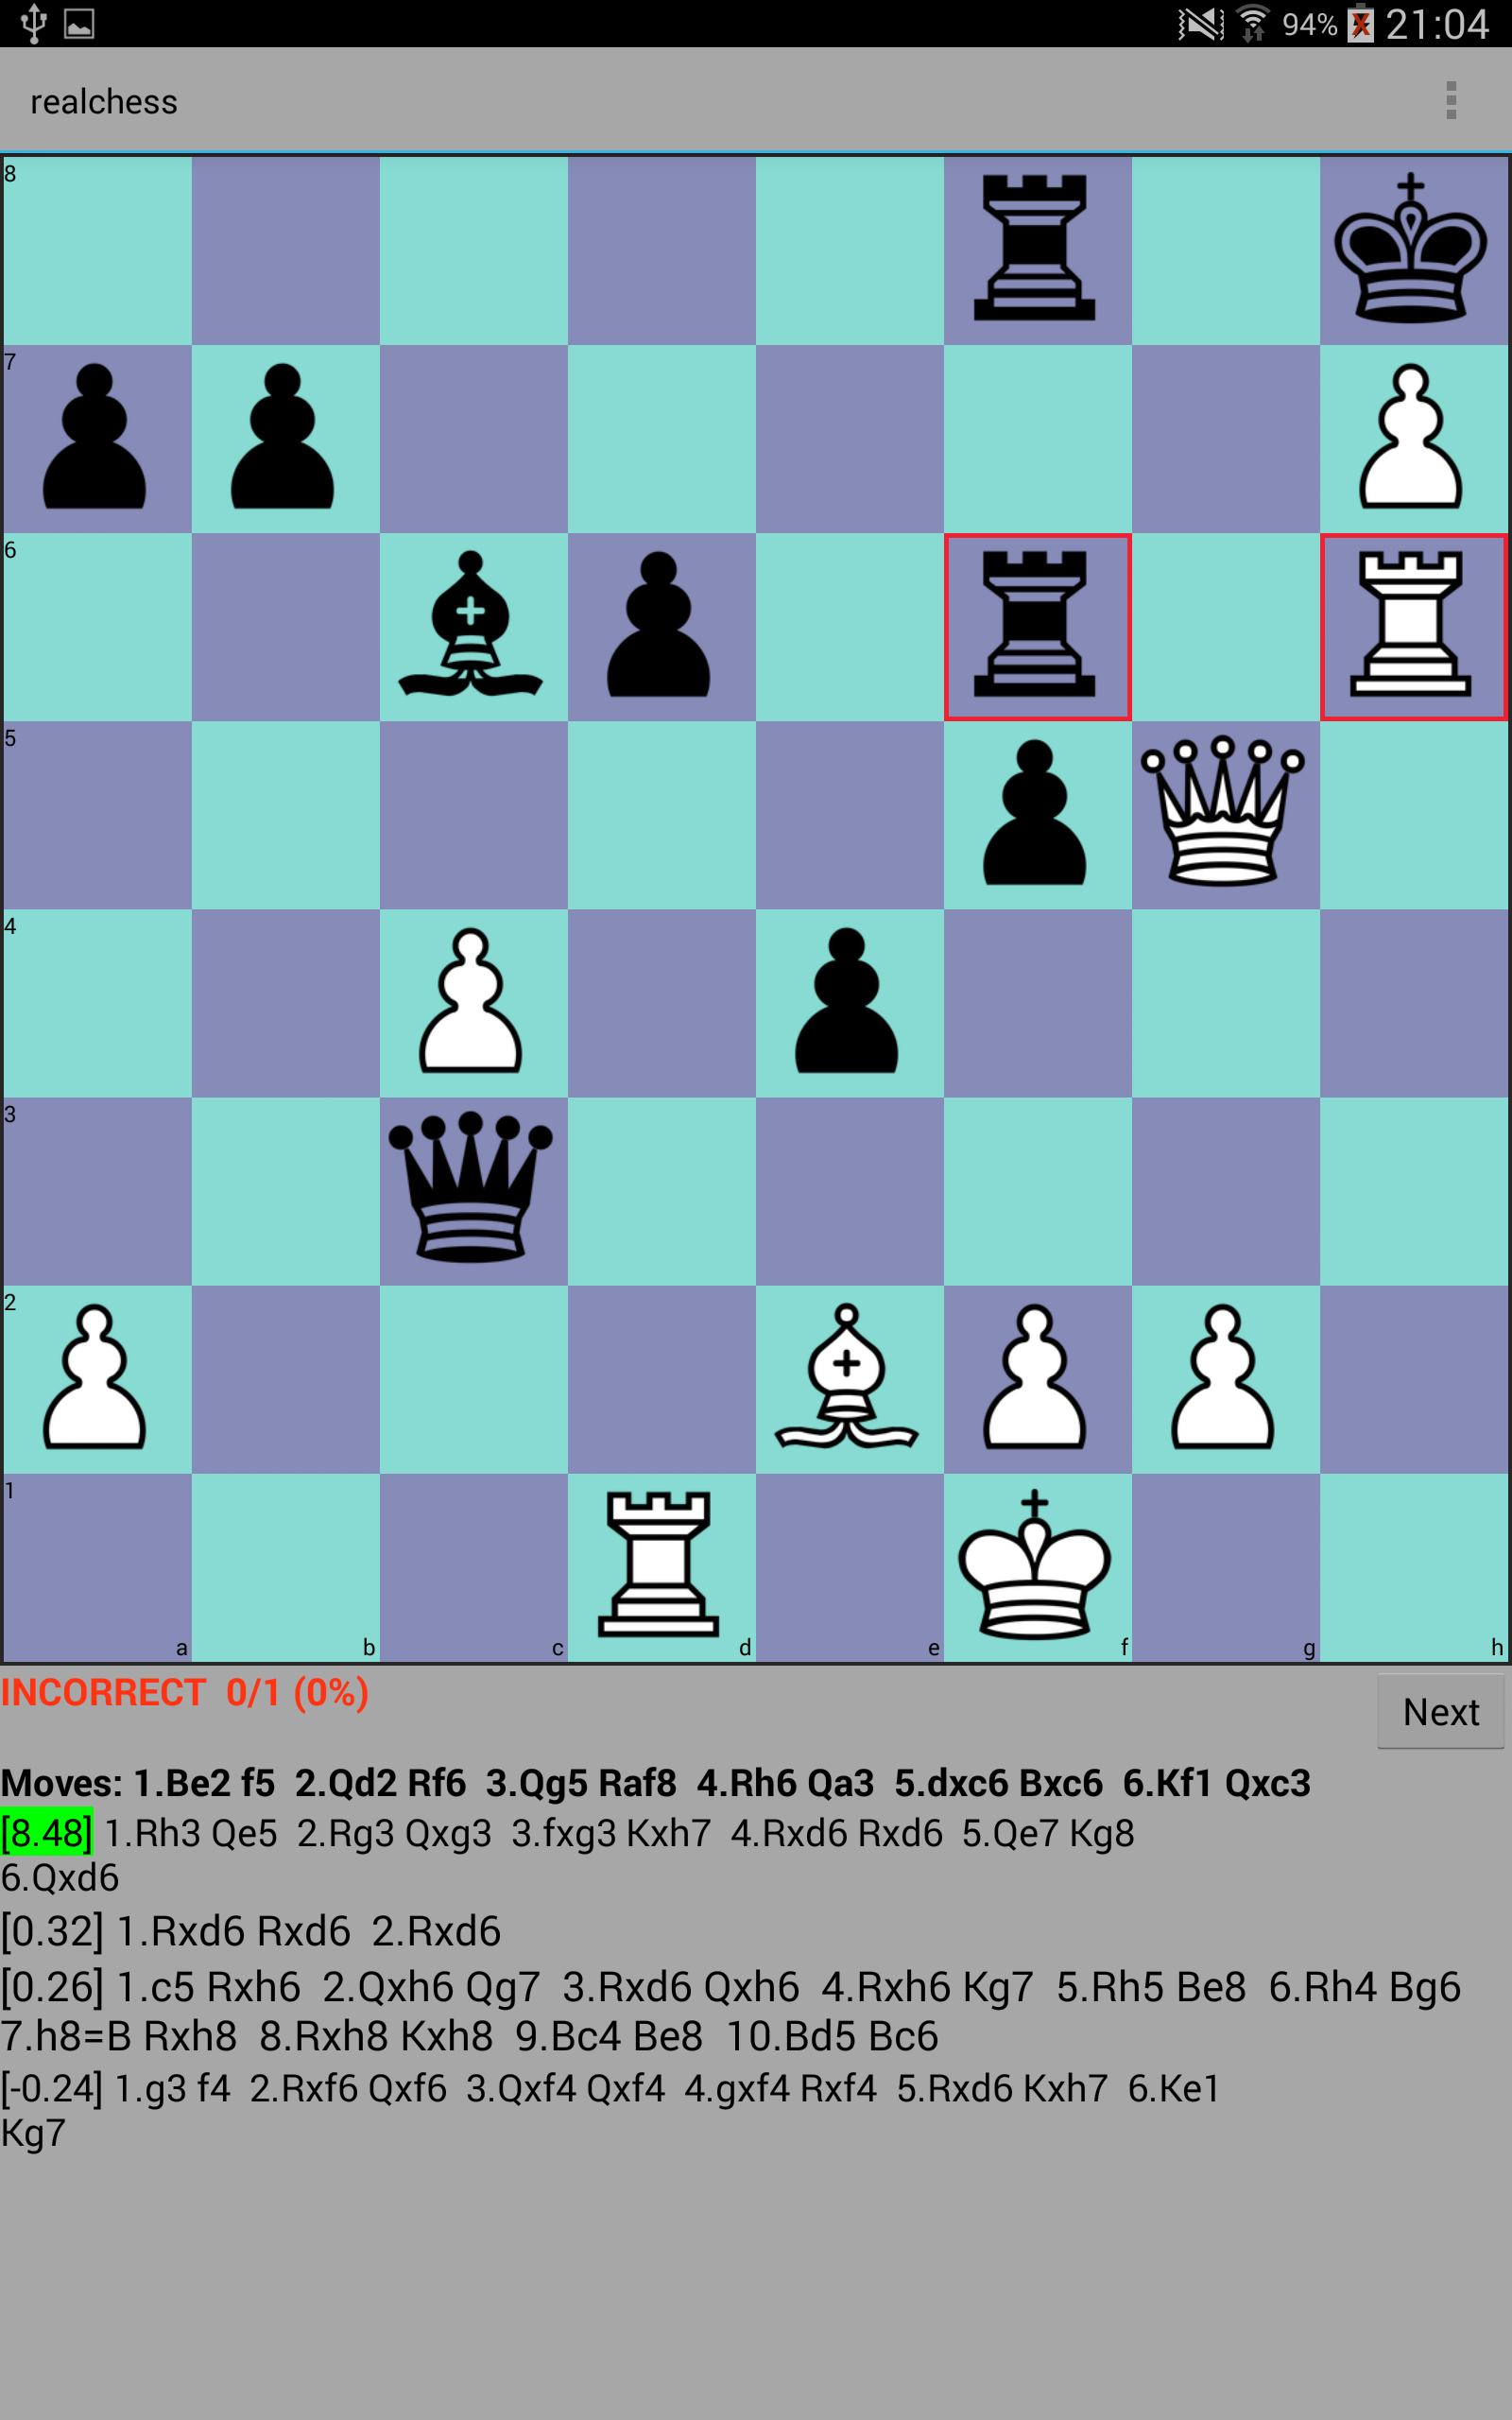 94% 21:04
realchess
8
7
6
5
4
3
2
1
a b c d e f g h
INCORRECT 0/1 (0%)
Next
Moves: 1.Be2 f5 2.Qd2 Rf6 3.Qg5 Raf8 4.Rh6 Qa3 5.dxc6 Bxc6 6.Kf1 Qxc3
[8.48] 1.Rh3 Qe5 2.Rg3 Qxg3 3.fxg3 Kxh7 4.Rxd6 Rxd6 5.Qe7 Kg8
6.Qxd6
[0.32] 1.Rxd6 Rxd6 2.Rxd6
[0.26] 1.c5 Rxh6 2.Qxh6 Qg7 3.Rxd6 Qxh6 4.Rxh6 Kg7 5.Rh5 Be8 6.Rh4 Bg6
7.h8=B Rxh8 8.Rxh8 Kxh8 9.Bc4 Be8 10.Bd5 Bc6
[-0.24] 1.g3 f4 2.Rxf6 Qxf6 3.Qxf4 Qxf4 4.gxf4 Rxf4 5.Rxd6 Kxh7 6.Ke1
Kg7